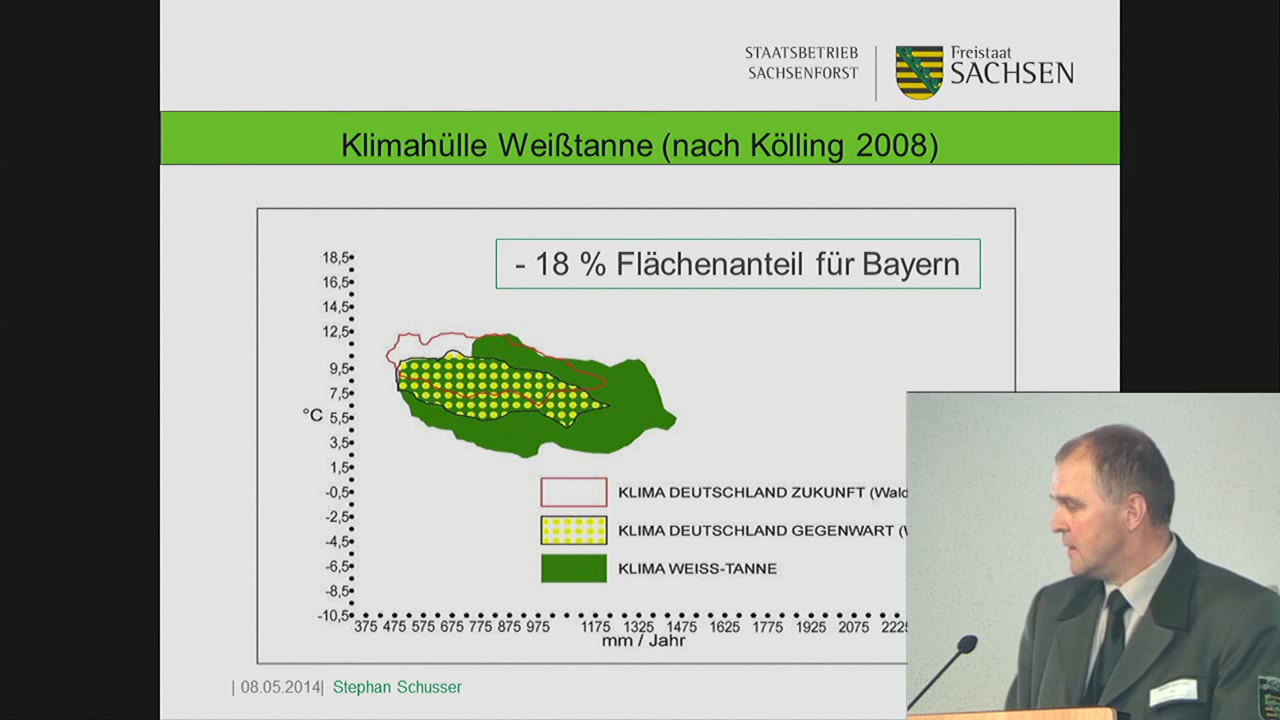 STAATSBETRIEB
SACHSENFORST
Freistaat
SACHSEN
Klimahülle Weißtanne (nach Kölling 2008)
- 18 % Flächenanteil für Bayern
18,5
16,5
14,5
12,5
9,5
7,5
°C
5,5
3,5
1,5
-0,5
-2,5
-4,5
-6,5
-8,5
-10,5
KLIMA DEUTSCHLAND ZUKUNFT (Wald
KLIMA DEUTSCHLAND GEGENWART (
KLIMA WEISS-TANNE
375 475 575 675 775 875 975 1175 1325 1475 1625 1775 1925 2075 2225
mm / Jahr
| 08.05.2014| Stephan Schusser